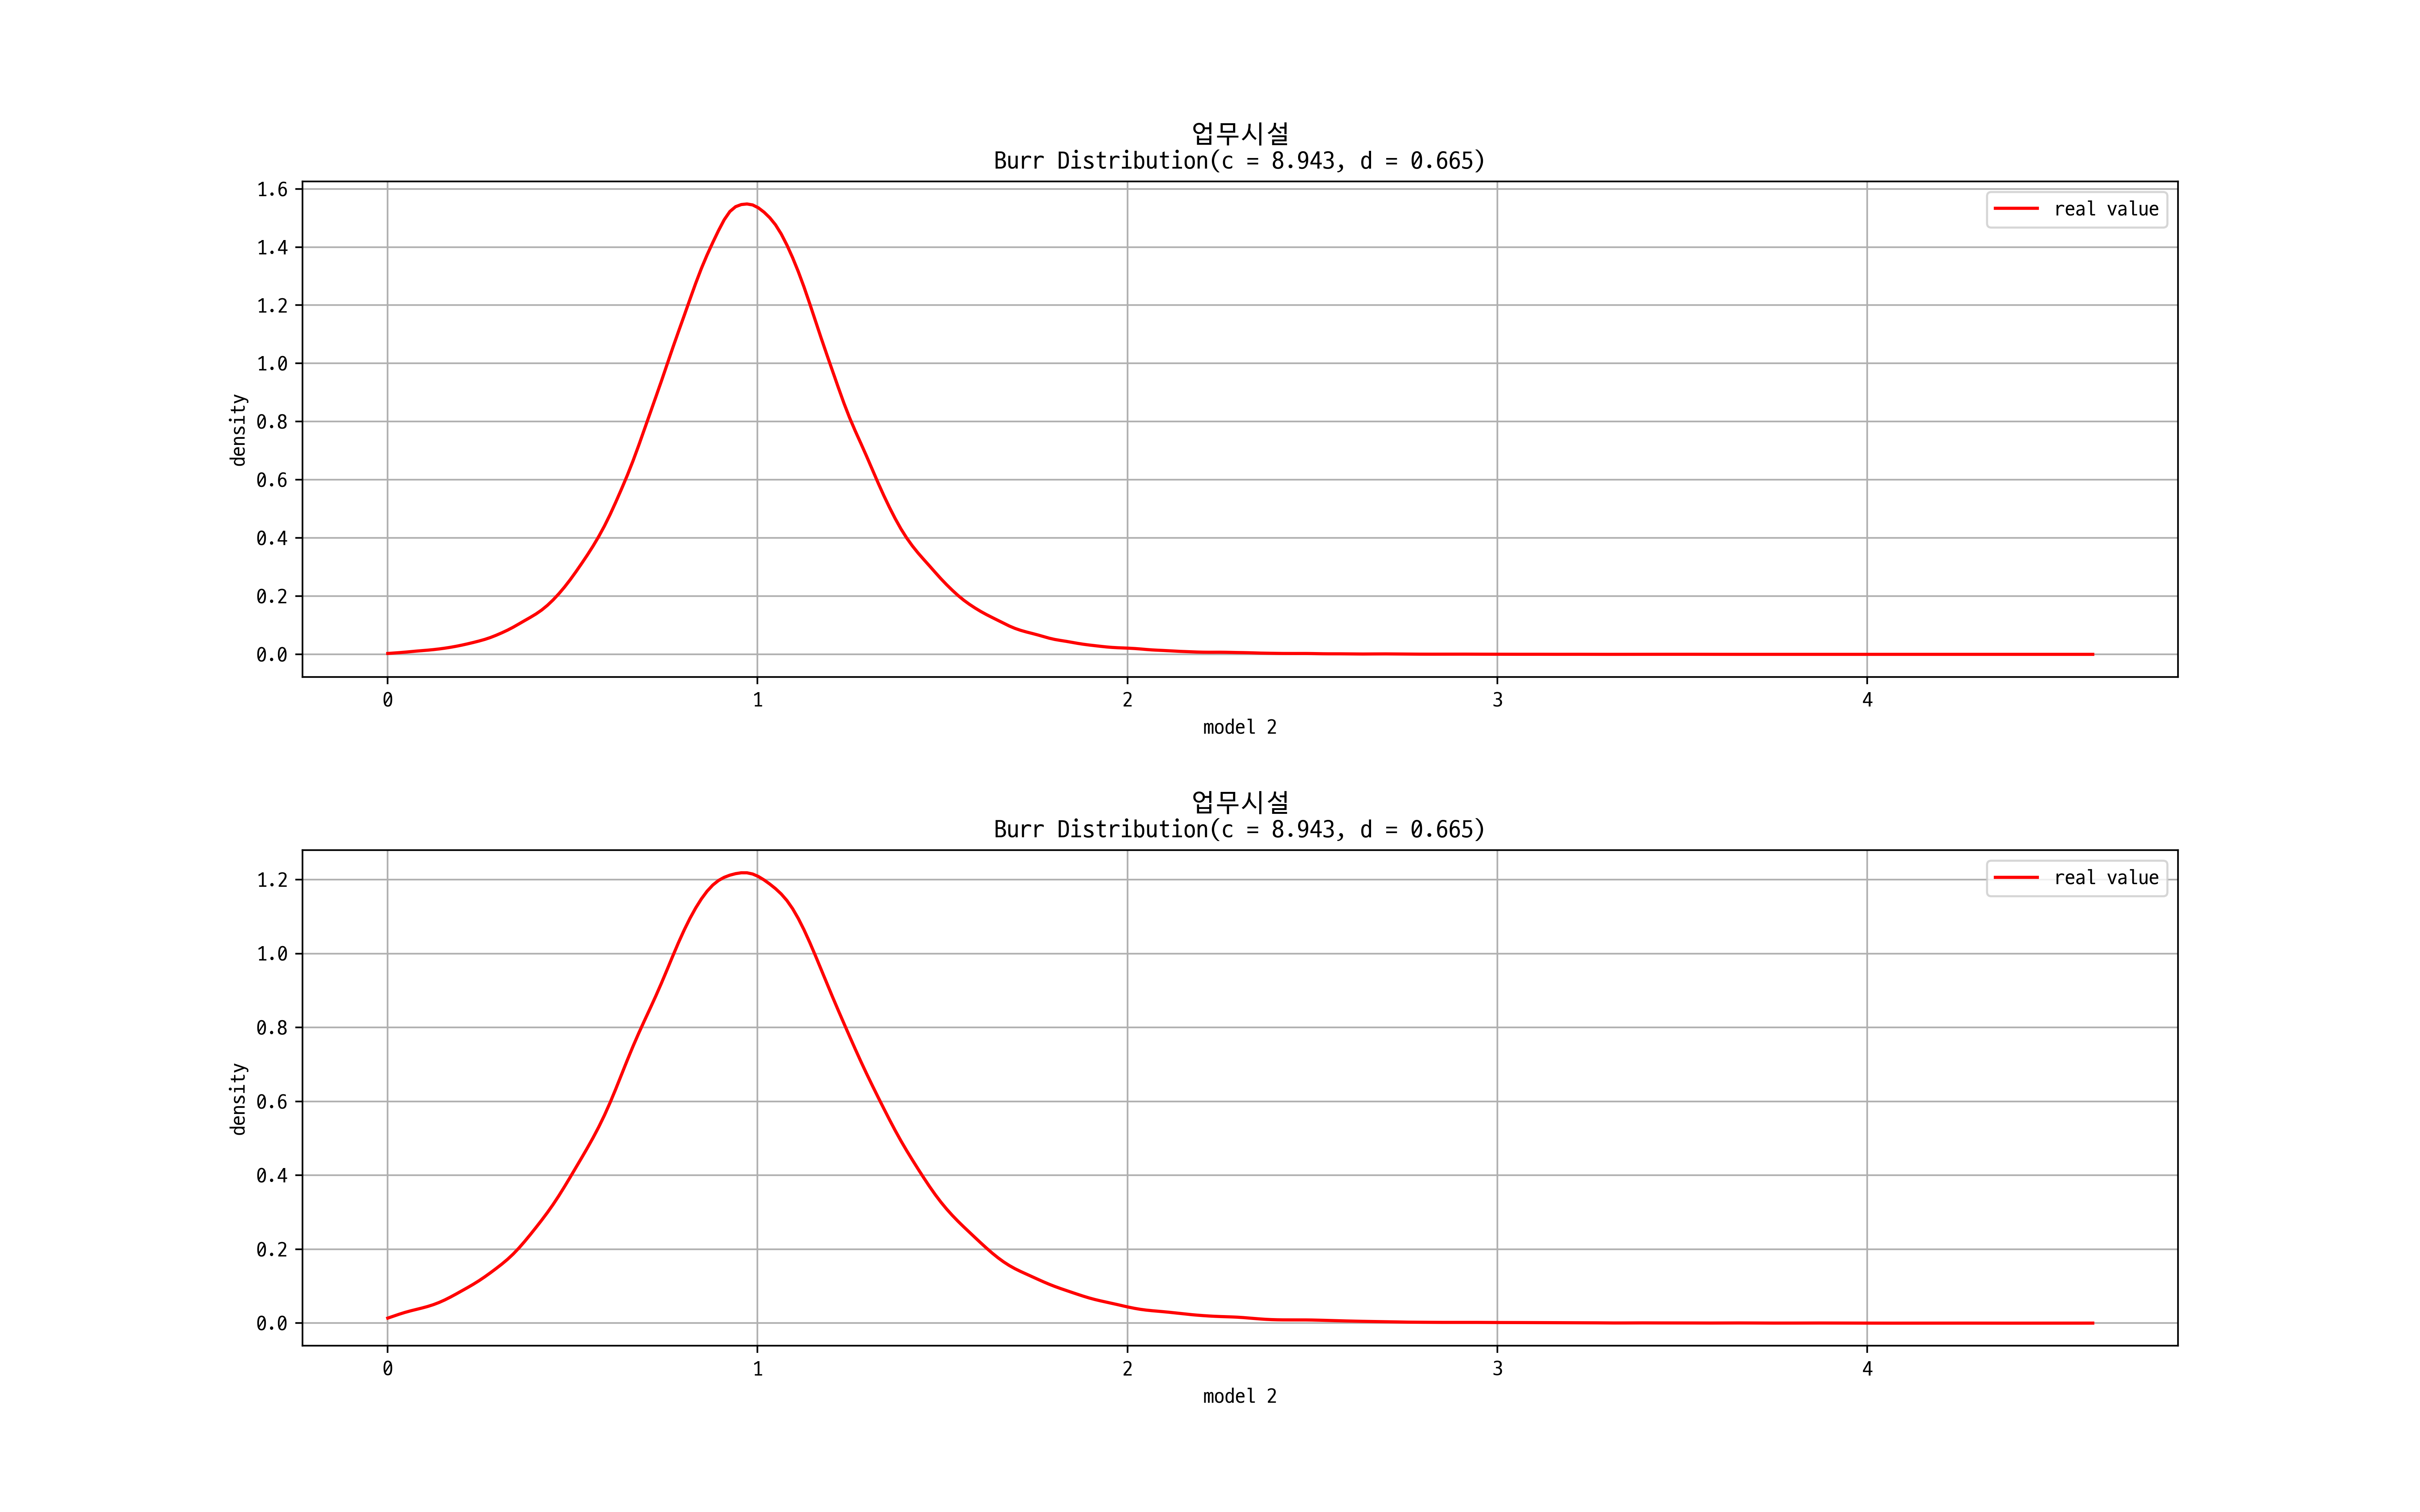 업무시설
Burr Distribution(c = 8.943, d = 0.665)
real value
density
1.6
1.4
1.2
1.0
0.8
0.6
0.4
0.2
0.0
0 1 2 3 4
model 2
업무시설
Burr Distribution(c = 8.943, d = 0.665)
real value
density
1.2
1.0
0.8
0.6
0.4
0.2
0.0
0 1 2 3 4
model 2